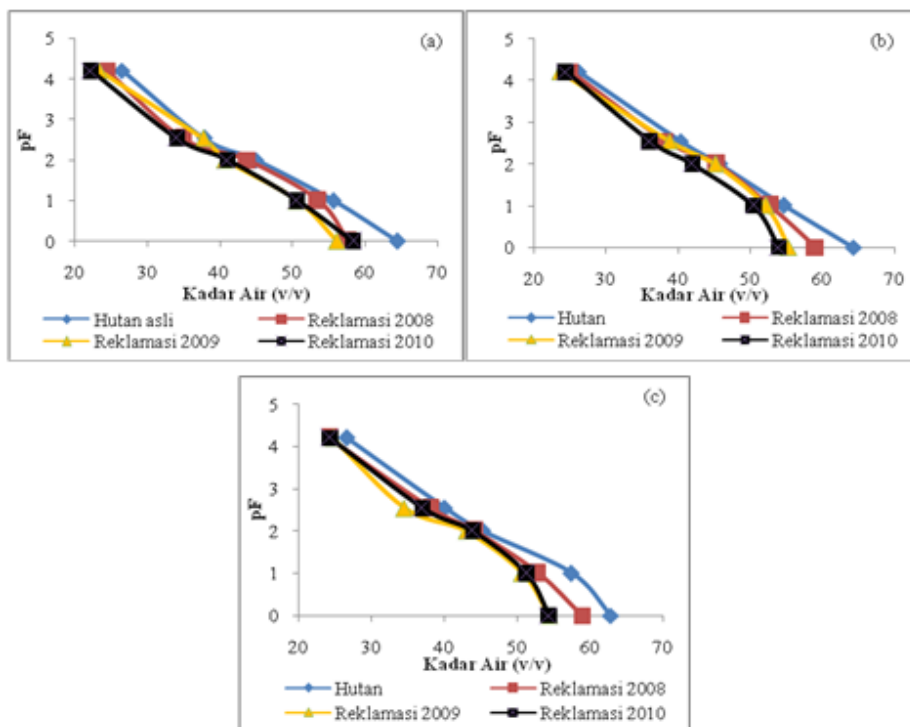 (a)
5
4
3
2
1
0
pF
20 30 40 50 60 70
Kadar Air (v/v)
Hutan asli Reklamasi 2008
Reklamasi 2009 Reklamasi 2010
(b)
5
4
3
2
1
0
pF
20 30 40 50 60 70
Kadar Air (v/v)
Hutan Reklamasi 2008
Reklamasi 2009 Reklamasi 2010
(c)
5
4
3
2
1
0
pF
20 30 40 50 60 70
Kadar Air (v/v)
Hutan Reklamasi 2008
Reklamasi 2009 Reklamasi 2010